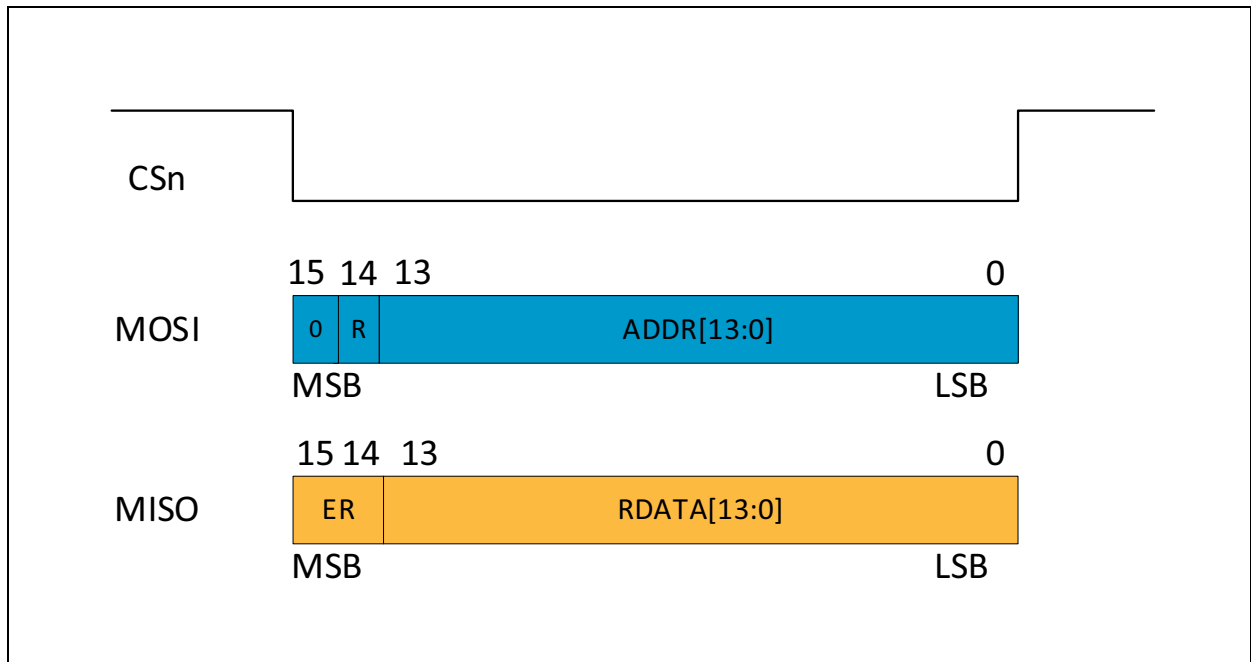 CSn
15 14 13 0
MOSI 0 R ADDR[13:0]
MSB LSB
15 14 13 0
MISO ER RDATA[13:0]
MSB LSB